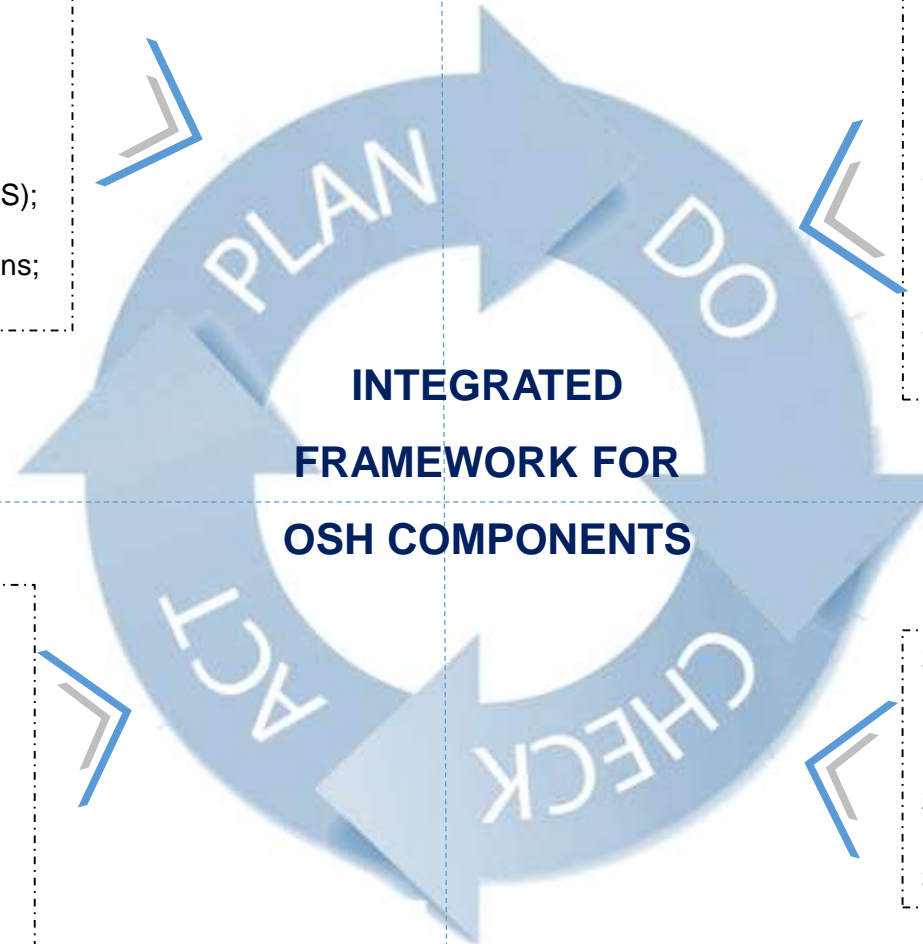 S);
ns;
PLAN
DO
INTEGRATED
FRAMEWORK FOR
OSH COMPONENTS
ACT
CHECK